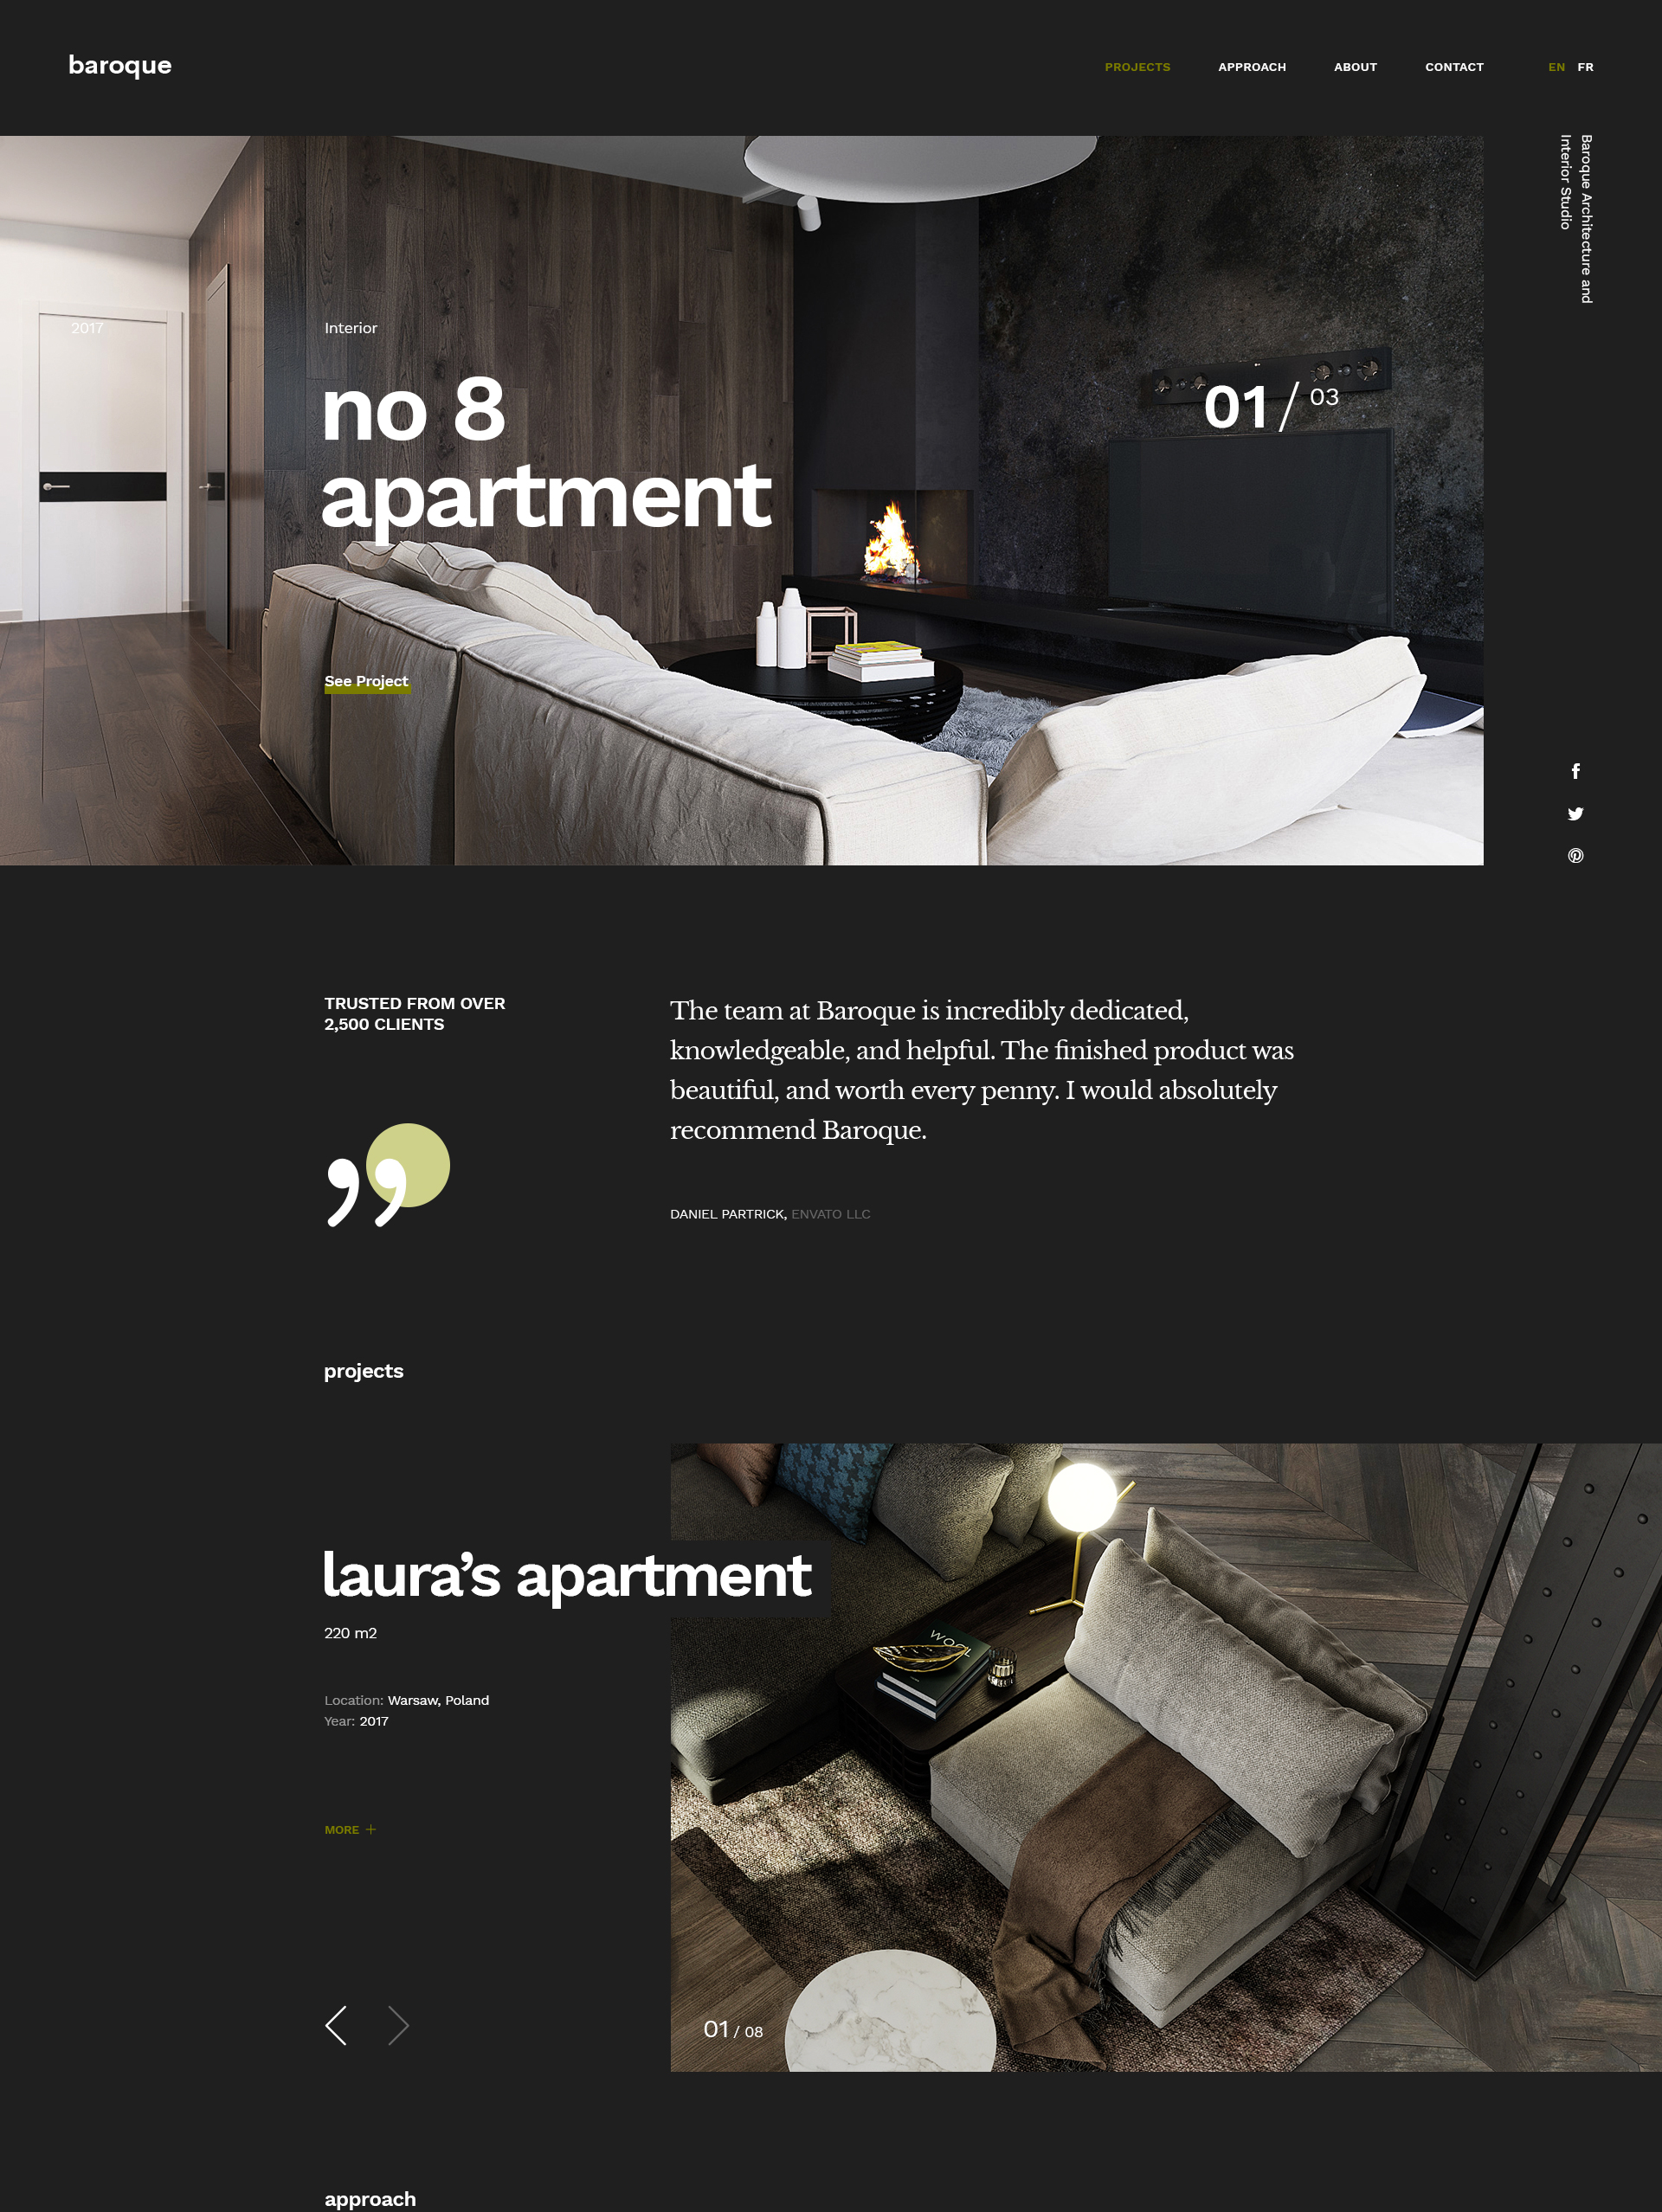 baroque
PROJECTS APPROACH ABOUT CONTACT EN FR
Baroque Architecture and
Interior Studio
2017
Interior
no 8
apartment
01 / 03
See Project
TRUSTED FROM OVER
2,500 CLIENTS
The team at Baroque is incredibly dedicated,
knowledgeable, and helpful. The finished product was
beautiful, and worth every penny. I would absolutely
recommend Baroque.
”
DANIEL PARTRICK, ENVATO LLC
projects
laura’s apartment
220 m2
Location: Warsaw, Poland
Year: 2017
MORE +
01 / 08
approach